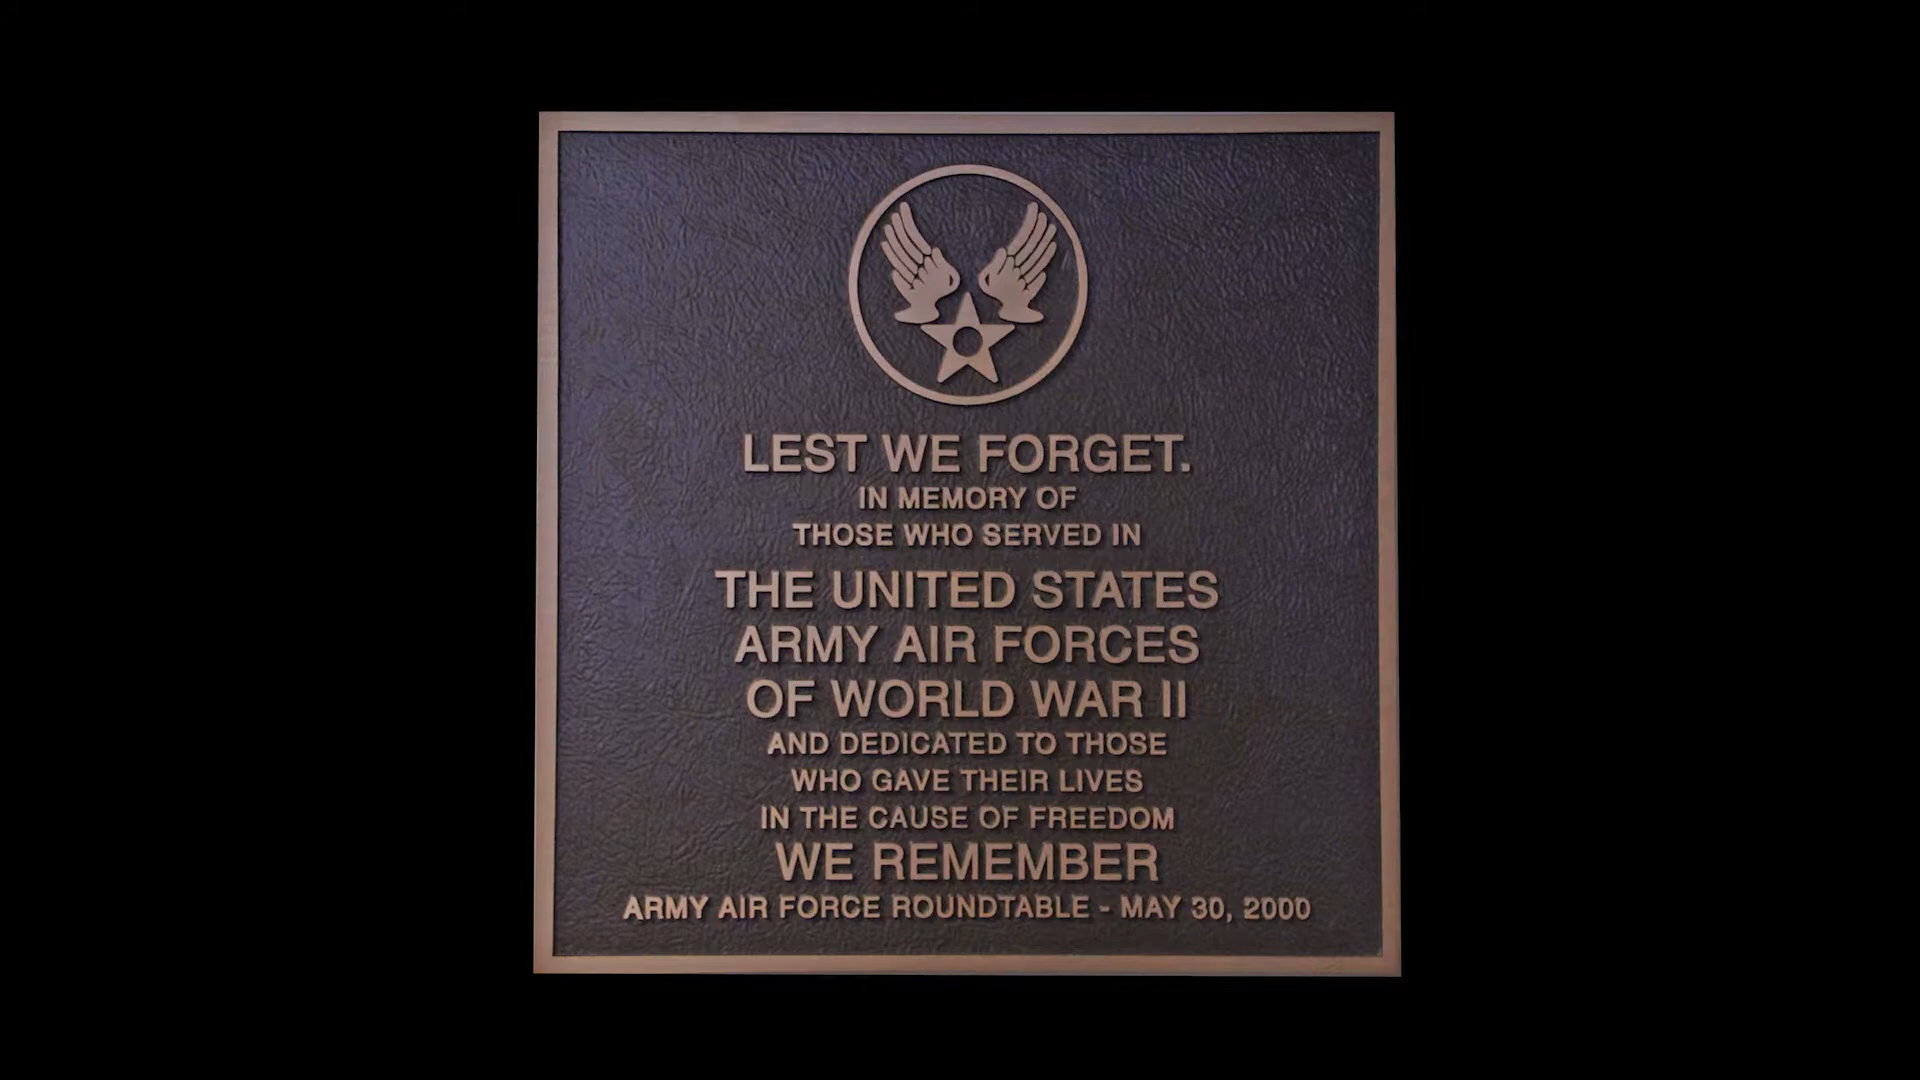 LEST WE FORGET.
IN MEMORY OF
THOSE WHO SERVED IN
THE UNITED STATES
ARMY AIR FORCES
OF WORLD WAR II
AND DEDICATED TO THOSE
WHO GAVE THEIR LIVES
IN THE CAUSE OF FREEDOM
WE REMEMBER
ARMY AIR FORCE ROUNDTABLE - MAY 30, 2000